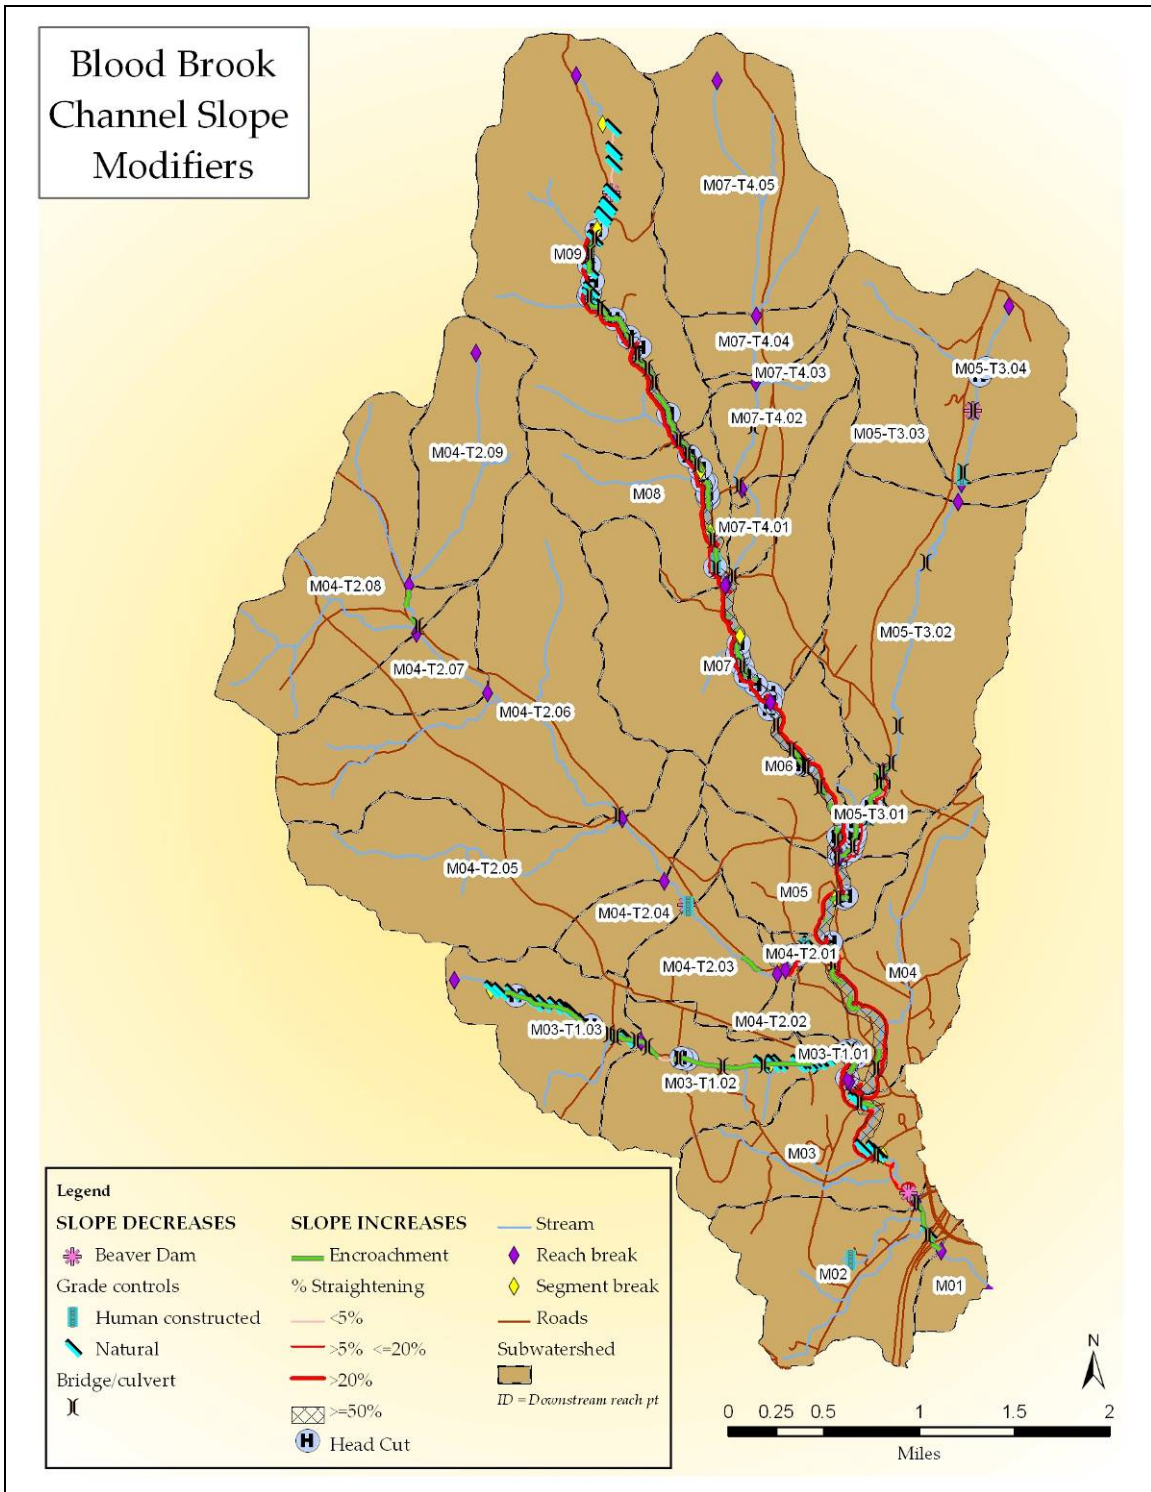 Blood Brook
Channel Slope
Modifiers
M07-T4.05
M09
M07-T4.04
M05-T3.04
M07-T4.03
M07-T4.02
M05-T3.03
M04-T2.09
M08
M07-T4.01
M04-T2.08
M05-T3.02
M04-T2.07
M07
M04-T2.06
M06
M05-T3.01
M04-T2.05
M05
M04-T2.04
M04-T2.01
M04-T2.03
M04
M04-T2.02
M03-T1.03
M03-T1.01
M03-T1.02
M03
M02
M01
Legend
SLOPE DECREASES
Beaver Dam
Grade controls
Human constructed
Natural
Bridge/culvert
SLOPE INCREASES
Encroachment
% Straightening
<5%
>5% <=20%
>20%
>=50%
H Head Cut
Stream
Reach break
Segment break
Roads
Subwatershed
ID = Downstream reach pt
N
0 0.25 0.5 1 1.5 2
Miles